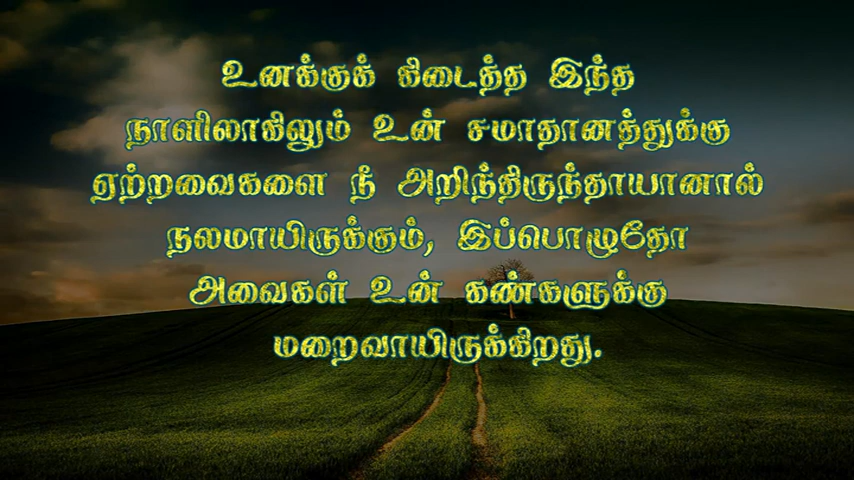 உனக்குக் கிடைத்த இந்த
நாளிலாகிலும் உன் சமாதானத்துக்கு
ஏற்றவைகளை நீ அறிந்திருந்தாயானால்
நலமாயிருக்கும், இப்பொழுதோ
அவைகள் உன் கண்களுக்கு
மறைவாயிருக்கிறது.